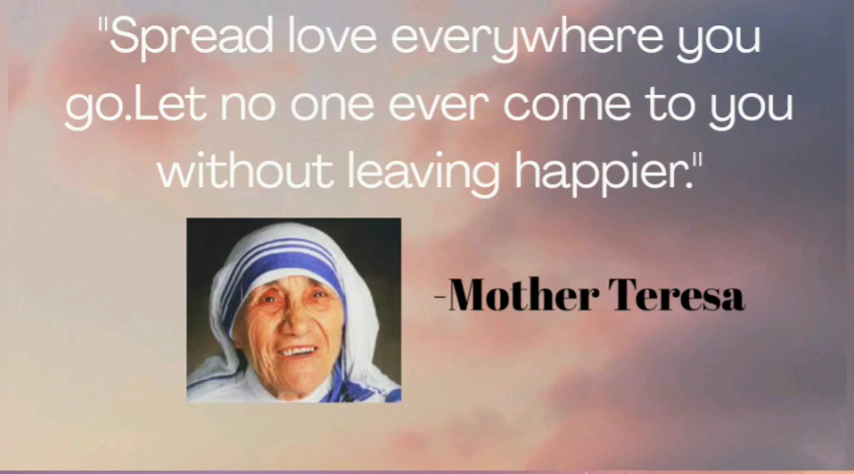 "Spread love everywhere you
go.Let no one ever come to you
without leaving happier."
-Mother Teresa